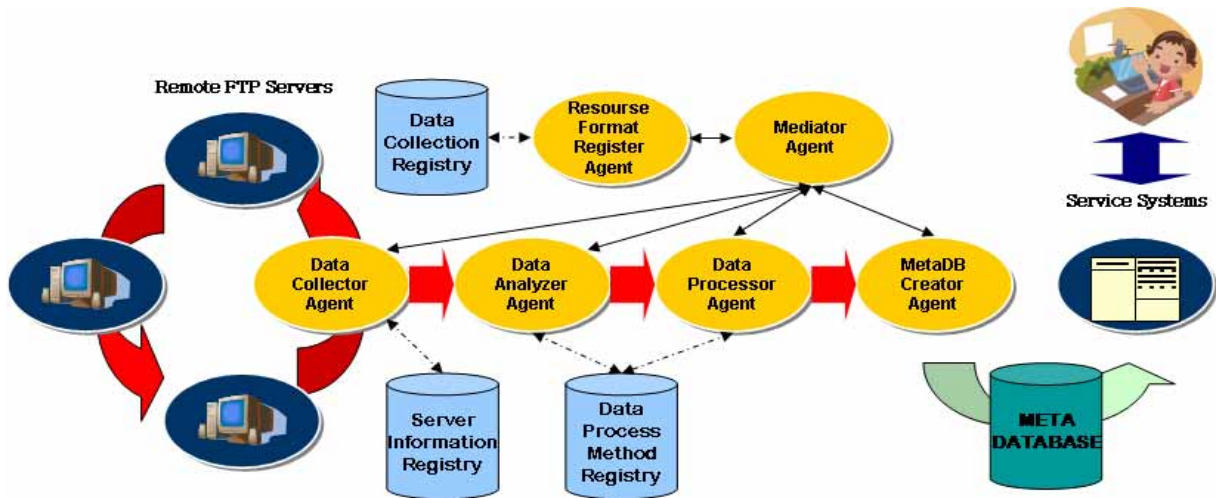 Remote FTP Servers
Data
Collection
Registry
Resourse
Format
Register
Agent
Mediator
Agent
Service Systems
Data
Collector
Agent
Data
Analyzer
Agent
Data
Processor
Agent
MetaDB
Creator
Agent
Server
Information
Registry
Data
Process
Method
Registry
META
DATABASE